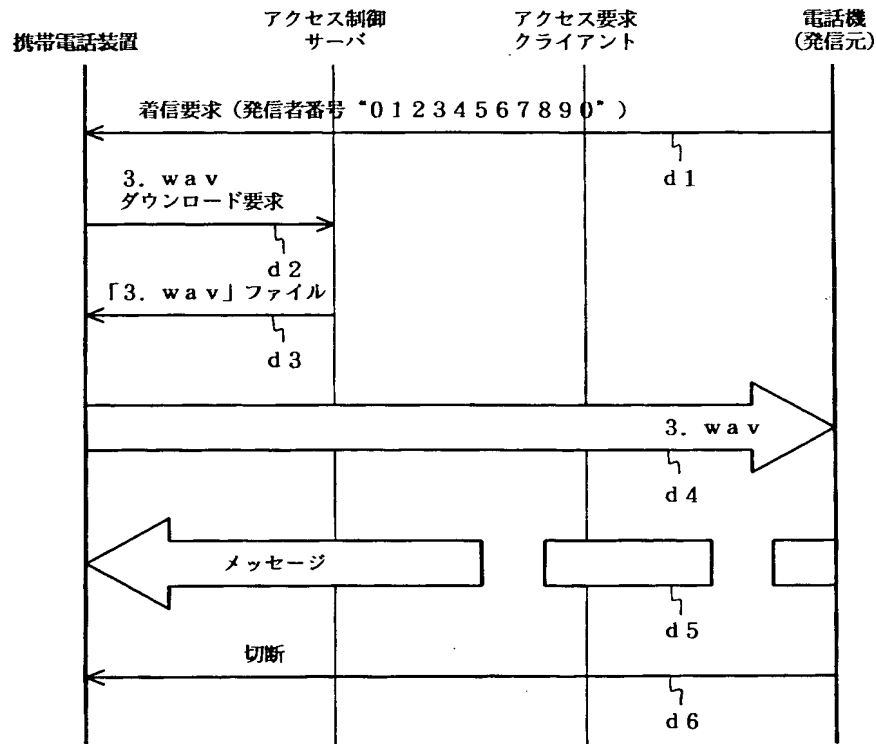 携帯電話装置
アクセス制御
サーバ
アクセス要求
クライアント
電話機
(発信元)
着信要求(発信者番号“01234567890”)
d1
3.wav
ダウンロード要求
d2
「3.wav」ファイル
d3
3.wav
d4
メッセージ
d5
切断
d6